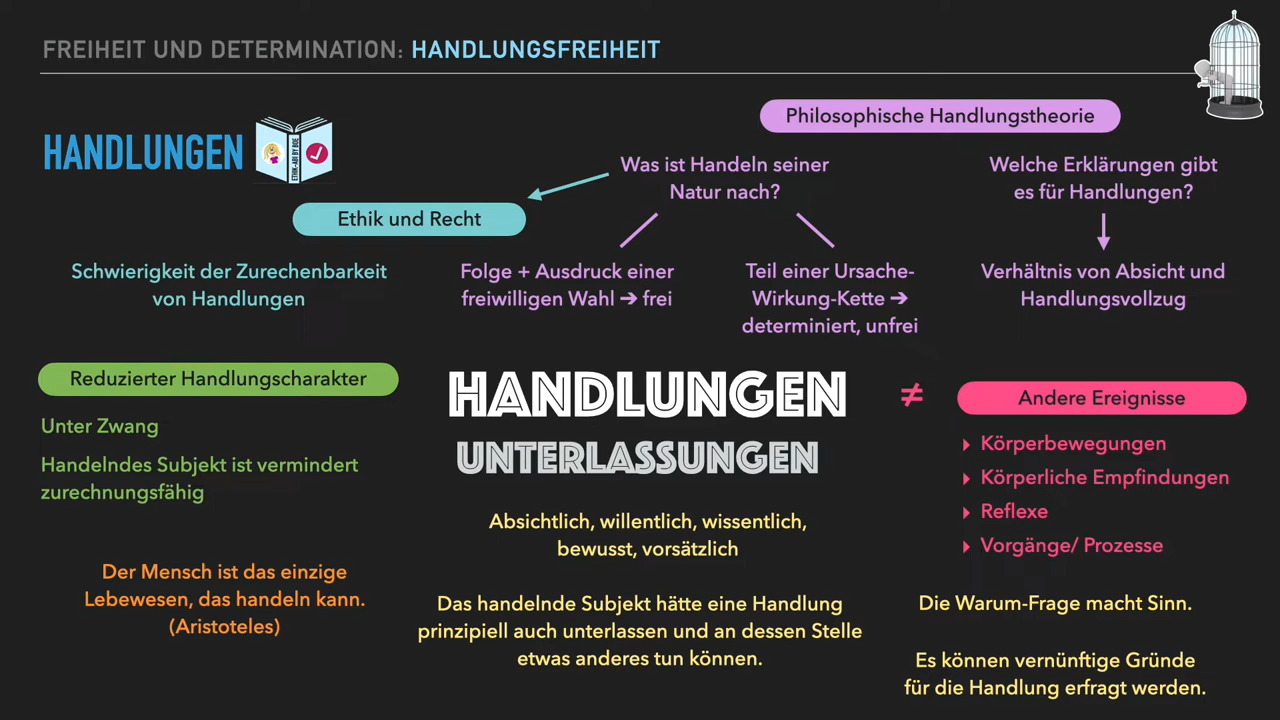 FREIHEIT UND DETERMINATION: HANDLUNGSFREIHEIT
HANDLUNGEN
ETHIK-ABI BY BOE
Philosophische Handlungstheorie
Was ist Handeln seiner
Natur nach?
Welche Erklärungen gibt
es für Handlungen?
Ethik und Recht
Schwierigkeit der Zurechenbarkeit
von Handlungen
Folge + Ausdruck einer
freiwilligen Wahl ➔ frei
Teil einer Ursache-
Wirkung-Kette ➔
determiniert, unfrei
Verhältnis von Absicht und
Handlungsvollzug
Reduzierter Handlungscharakter
Unter Zwang
Handelndes Subjekt ist vermindert
zurechnungsfähig
Der Mensch ist das einzige
Lebewesen, das handeln kann.
(Aristoteles)
HANDLUNGEN
UNTERLASSUNGEN
Absichtlich, willentlich, wissentlich,
bewusst, vorsätzlich
Das handelnde Subjekt hätte eine Handlung
prinzipiell auch unterlassen und an dessen Stelle
etwas anderes tun können.
≠
Andere Ereignisse
Körperbewegungen
Körperliche Empfindungen
Reflexe
Vorgänge/ Prozesse
Die Warum-Frage macht Sinn.
Es können vernünftige Gründe
für die Handlung erfragt werden.